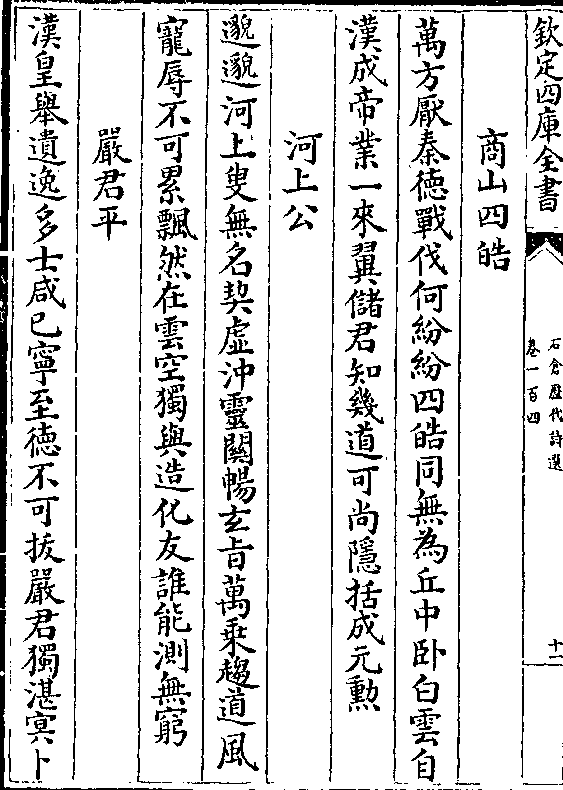 欽定四庫全書
石倉歷代詩選
卷一百四
十二
商山四皓
萬方厭秦徳戰伐何紛紛四皓同無為丘中卧白雲自
漢成帝業一來翼儲君知幾道可尚隱括成元勲
河上公
邈邈河上叟無名契虛沖靈關暢玄㫖萬乗趨道風
寵辱不可累飄然在雲空獨與造化友誰能測無窮
嚴君平
漢皇舉遺逸多士咸已寧至徳不可拔嚴君獨湛㝠卜